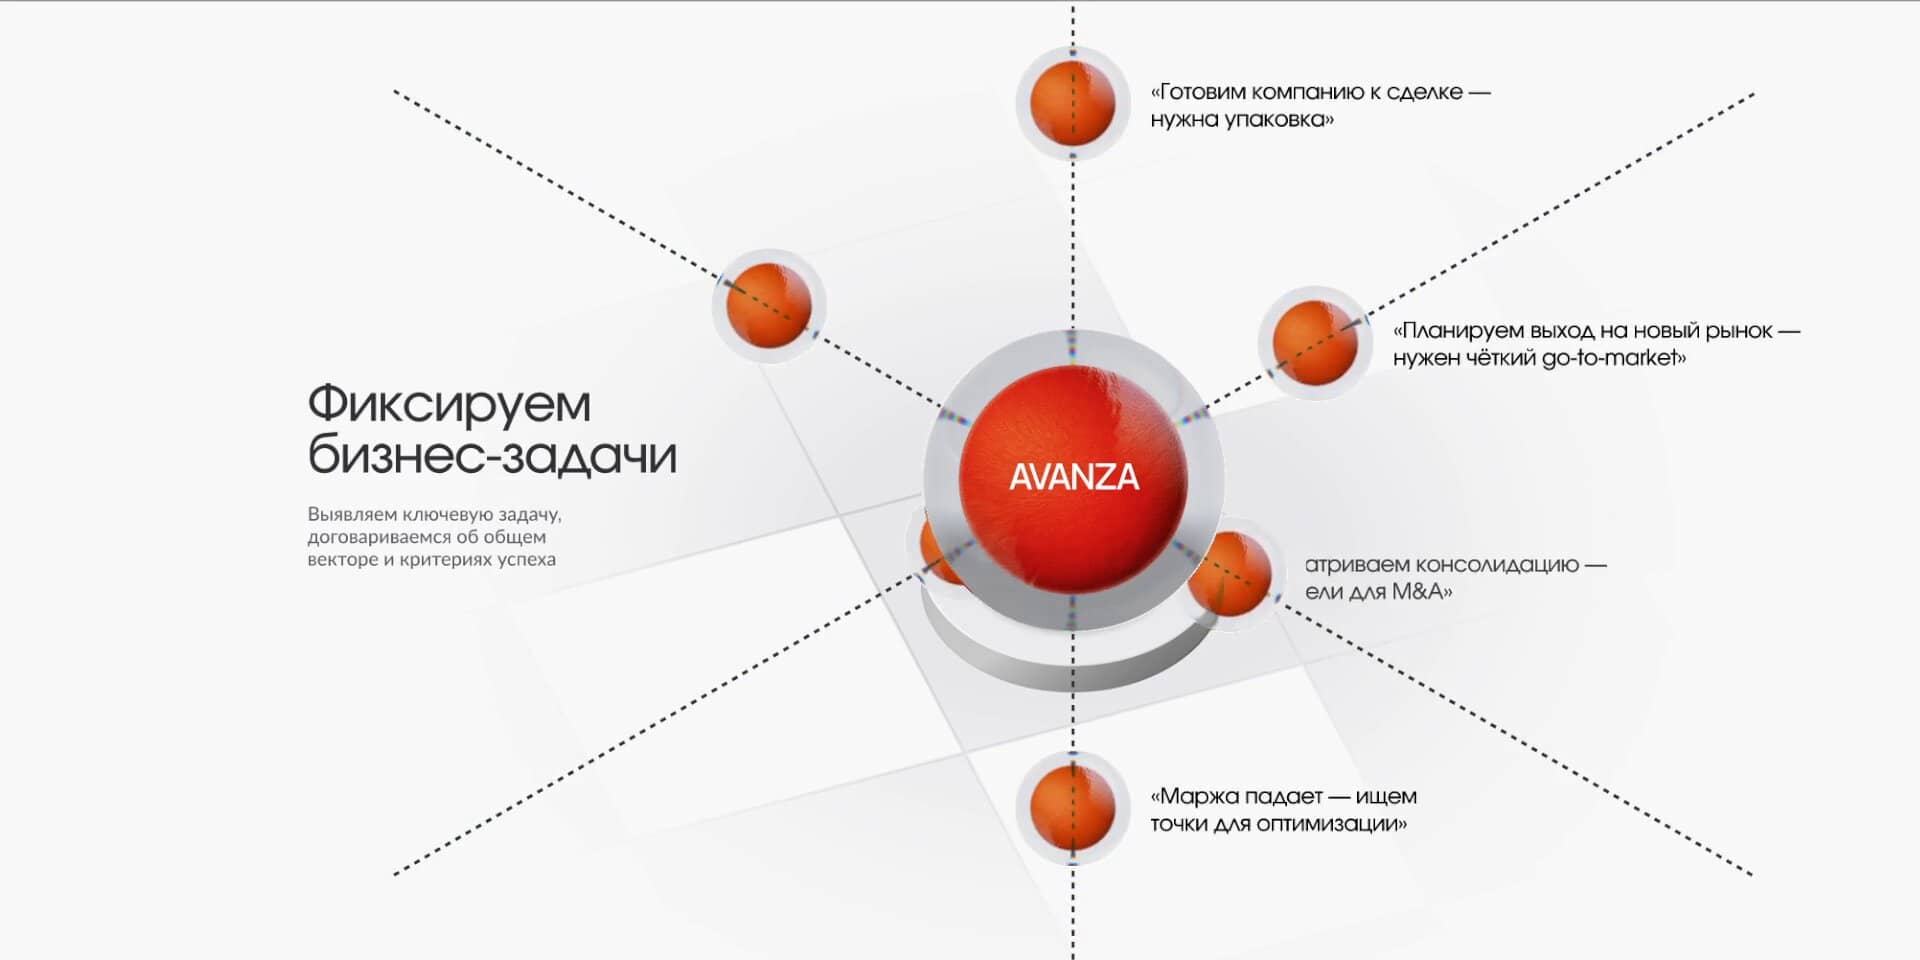 «Готовим компанию к сделке —
нужна упаковка»
«Планируем выход на новый рынок —
нужен чёткий go-to-market»
Фиксируем
бизнес-задачи
Выявляем ключевую задачу,
договариваемся об общем
векторе и критериях успеха
AVANZA
атриваем консолидацию —
ели для M&A»
«Маржа падает — ищем
точки для оптимизации»